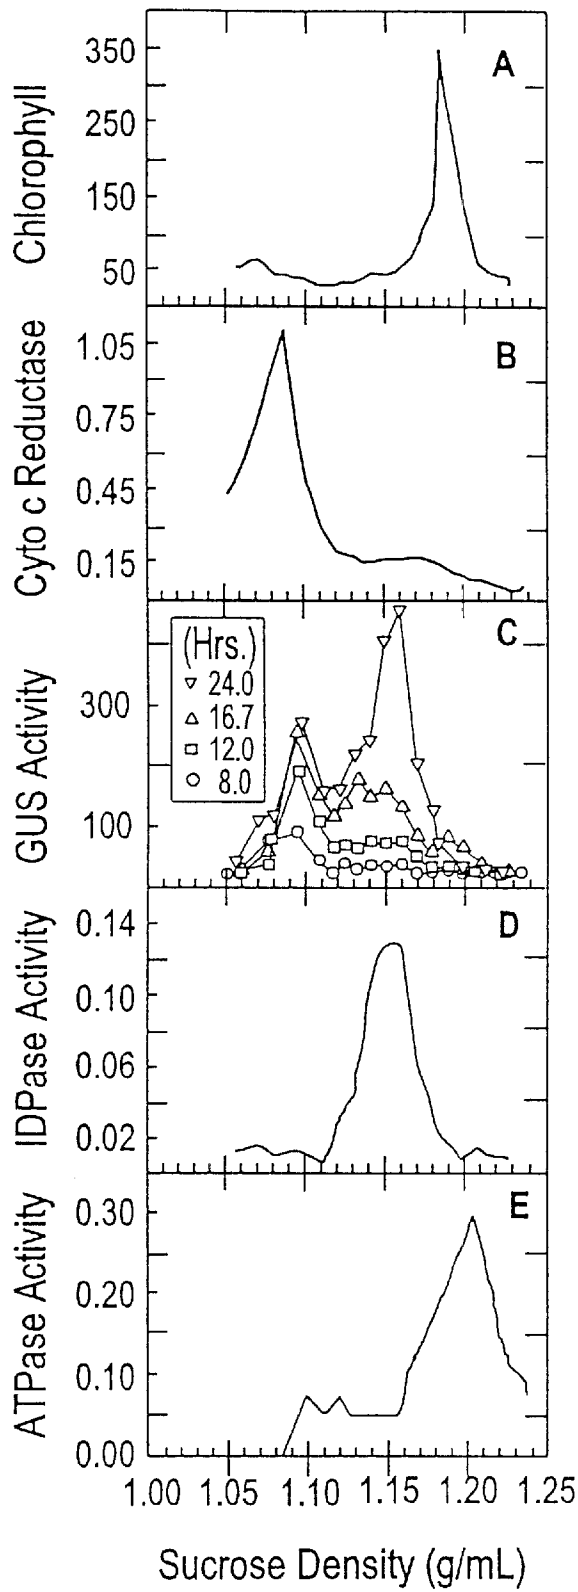 Chlorophyll
350
250
150
50
A
Cyto c Reductase
1.05
0.75
0.45
0.15
B
GUS Activity
300
100
C
(Hrs.)
24.0
16.7
12.0
8.0
IDPase Activity
0.14
0.10
0.06
0.02
D
ATPase Activity
0.30
0.20
0.10
0.00
E
1.00 1.05 1.10 1.15 1.20 1.25
Sucrose Density (g/mL)